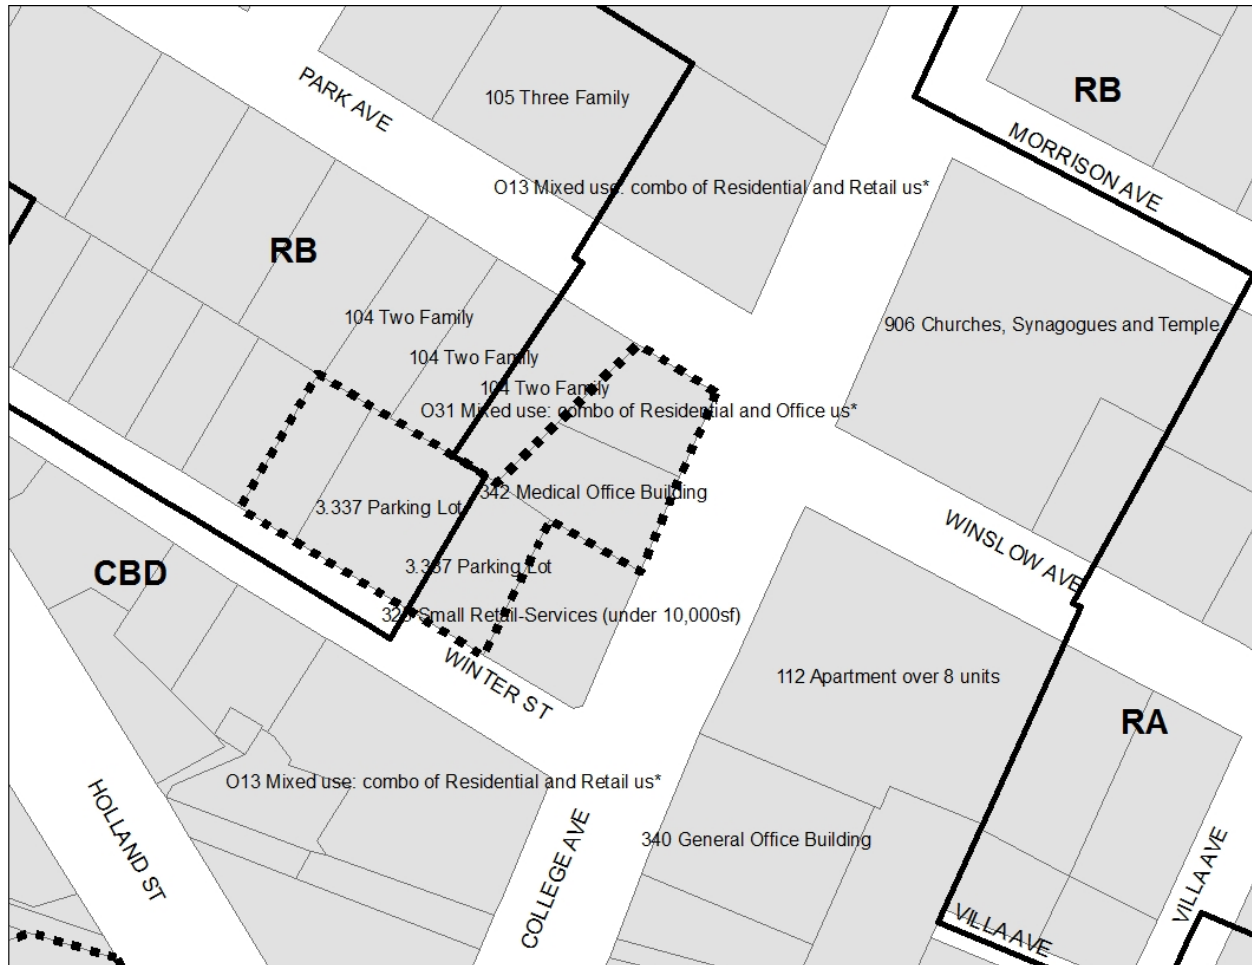 RB
PARK AVE
105 Three Family
MORRISON AVE
O13 Mixed use: combo of Residential and Retail us*
RB
104 Two Family
906 Churches, Synagogues and Temple
104 Two Family
104 Two Family
O31 Mixed use: combo of Residential and Office us*
342 Medical Office Building
3.337 Parking Lot
WINSLOW AVE
CBD
3.337 Parking Lot
Small Retail-Services (under 10,000sf)
WINTER ST
112 Apartment over 8 units
RA
O13 Mixed use: combo of Residential and Retail us*
HOLLAND ST
340 General Office Building
COLLEGE AVE
VILLA AVE
VILLA AVE